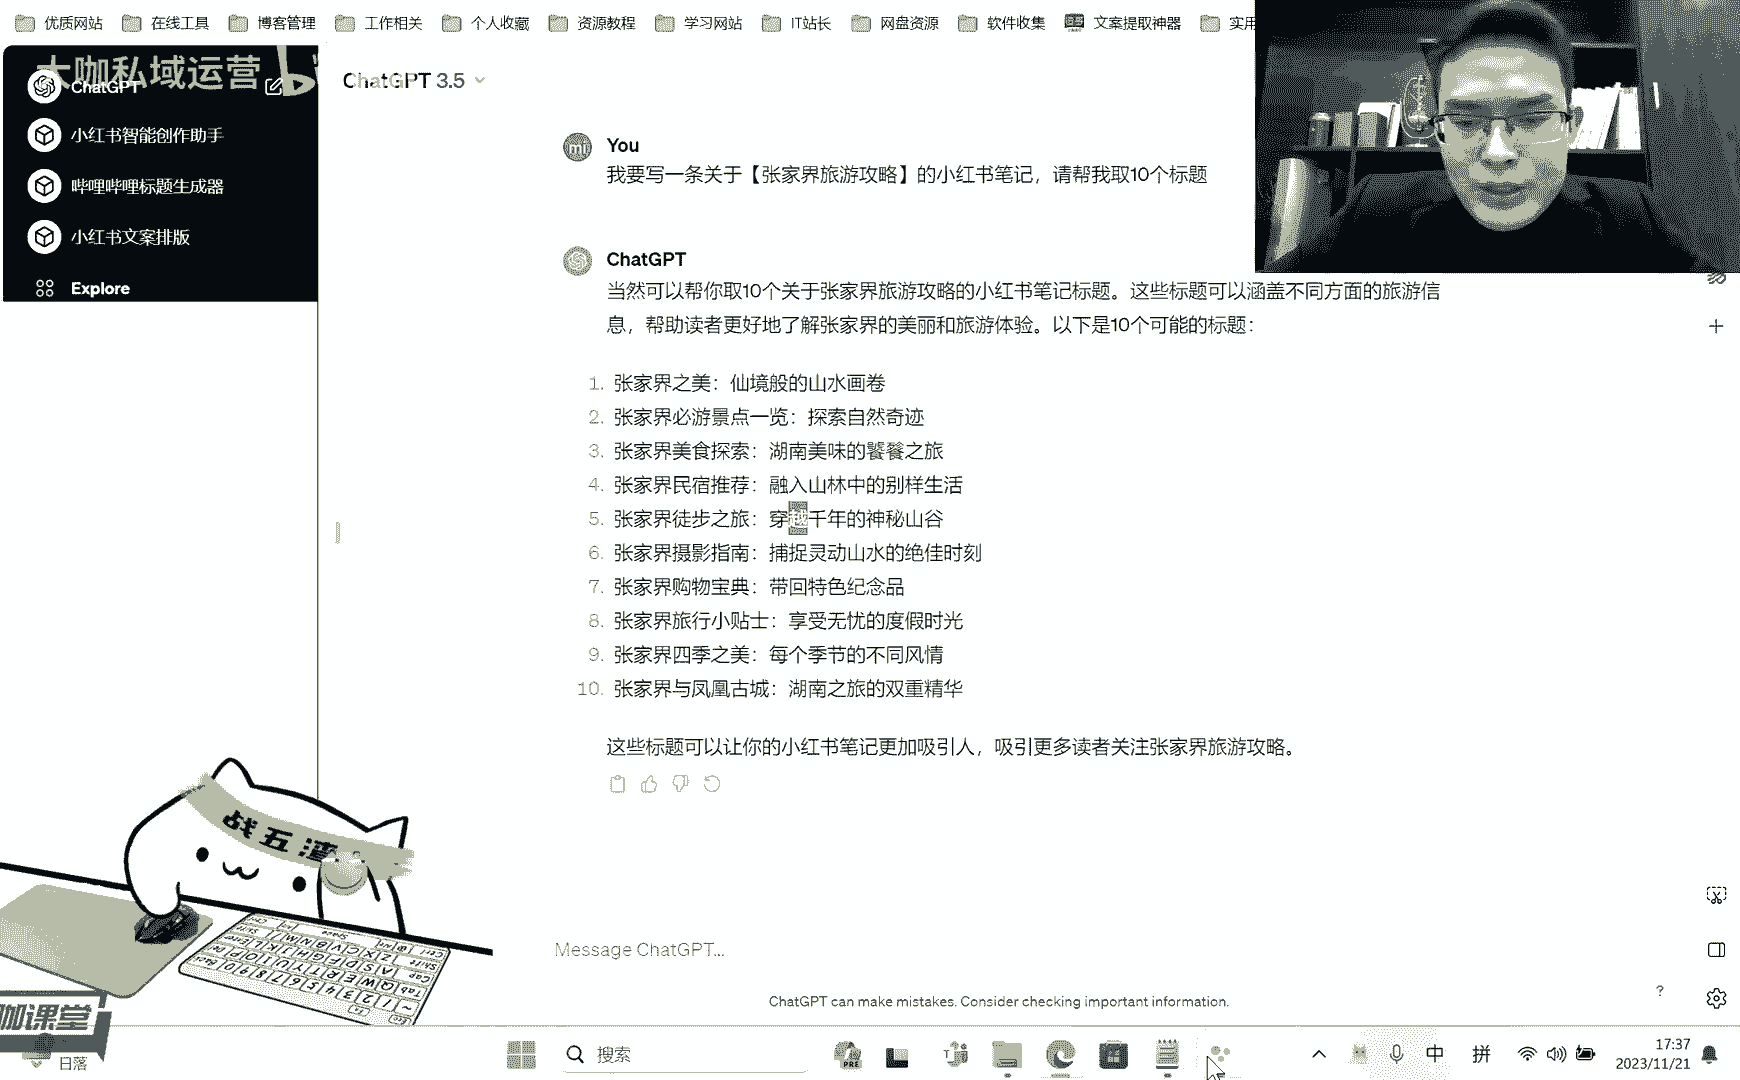 优质网站 在线工具 博客管理 工作相关 个人收藏 资源教程 学习网站 IT站长 网盘资源 软件收集 文案提取神器 实用
大咖私域运营
ChatGPT
小红书智能创作助手
哔哩哔哩标题生成器
小红书文案排版
Explore
ChatGPT 3.5
You
我要写一条关于【张家界旅游攻略】的小红书笔记，请帮我取10个标题
ChatGPT
当然可以帮你取10个关于张家界旅游攻略的小红书笔记标题。这些标题可以涵盖不同方面的旅游信
息，帮助读者更好地了解张家界的美丽和旅游体验。以下是10个可能的标题：
1. 张家界之美：仙境般的山水画卷
2. 张家界必游景点一览：探索自然奇迹
3. 张家界美食探索：湖南美味的饕餮之旅
4. 张家界民宿推荐：融入山林中的别样生活
5. 张家界徒步之旅：穿越千年的神秘山谷
6. 张家界摄影指南：捕捉灵动山水的绝佳时刻
7. 张家界购物宝典：带回特色纪念品
8. 张家界旅行小贴士：享受无忧的度假时光
9. 张家界四季之美：每个季节的不同风情
10. 张家界与凤凰古城：湖南之旅的双重精华
这些标题可以让你的小红书笔记更加吸引人，吸引更多读者关注张家界旅游攻略。
战五渣
Message ChatGPT...
ChatGPT can make mistakes. Consider checking important information.
?
咖课堂
日落
搜索
PRE
中
拼
17:37
2023/11/21